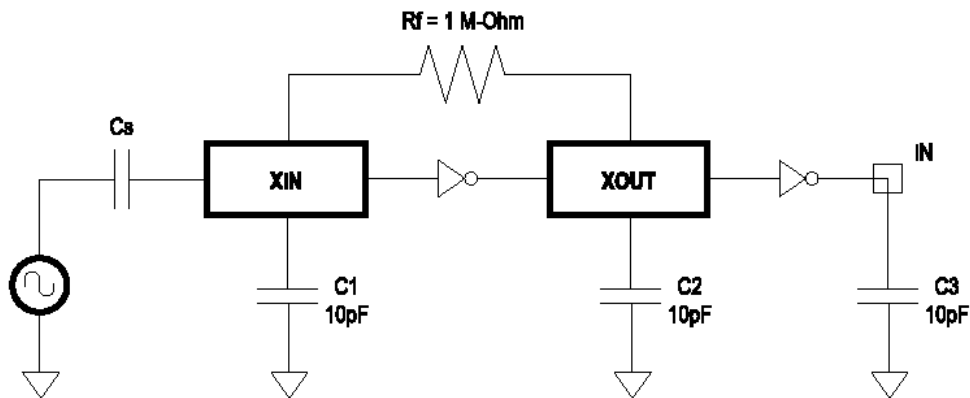 Rf = 1 M-Ohm
Cs
XIN
XOUT
IN
C1
10pF
C2
10pF
C3
10pF